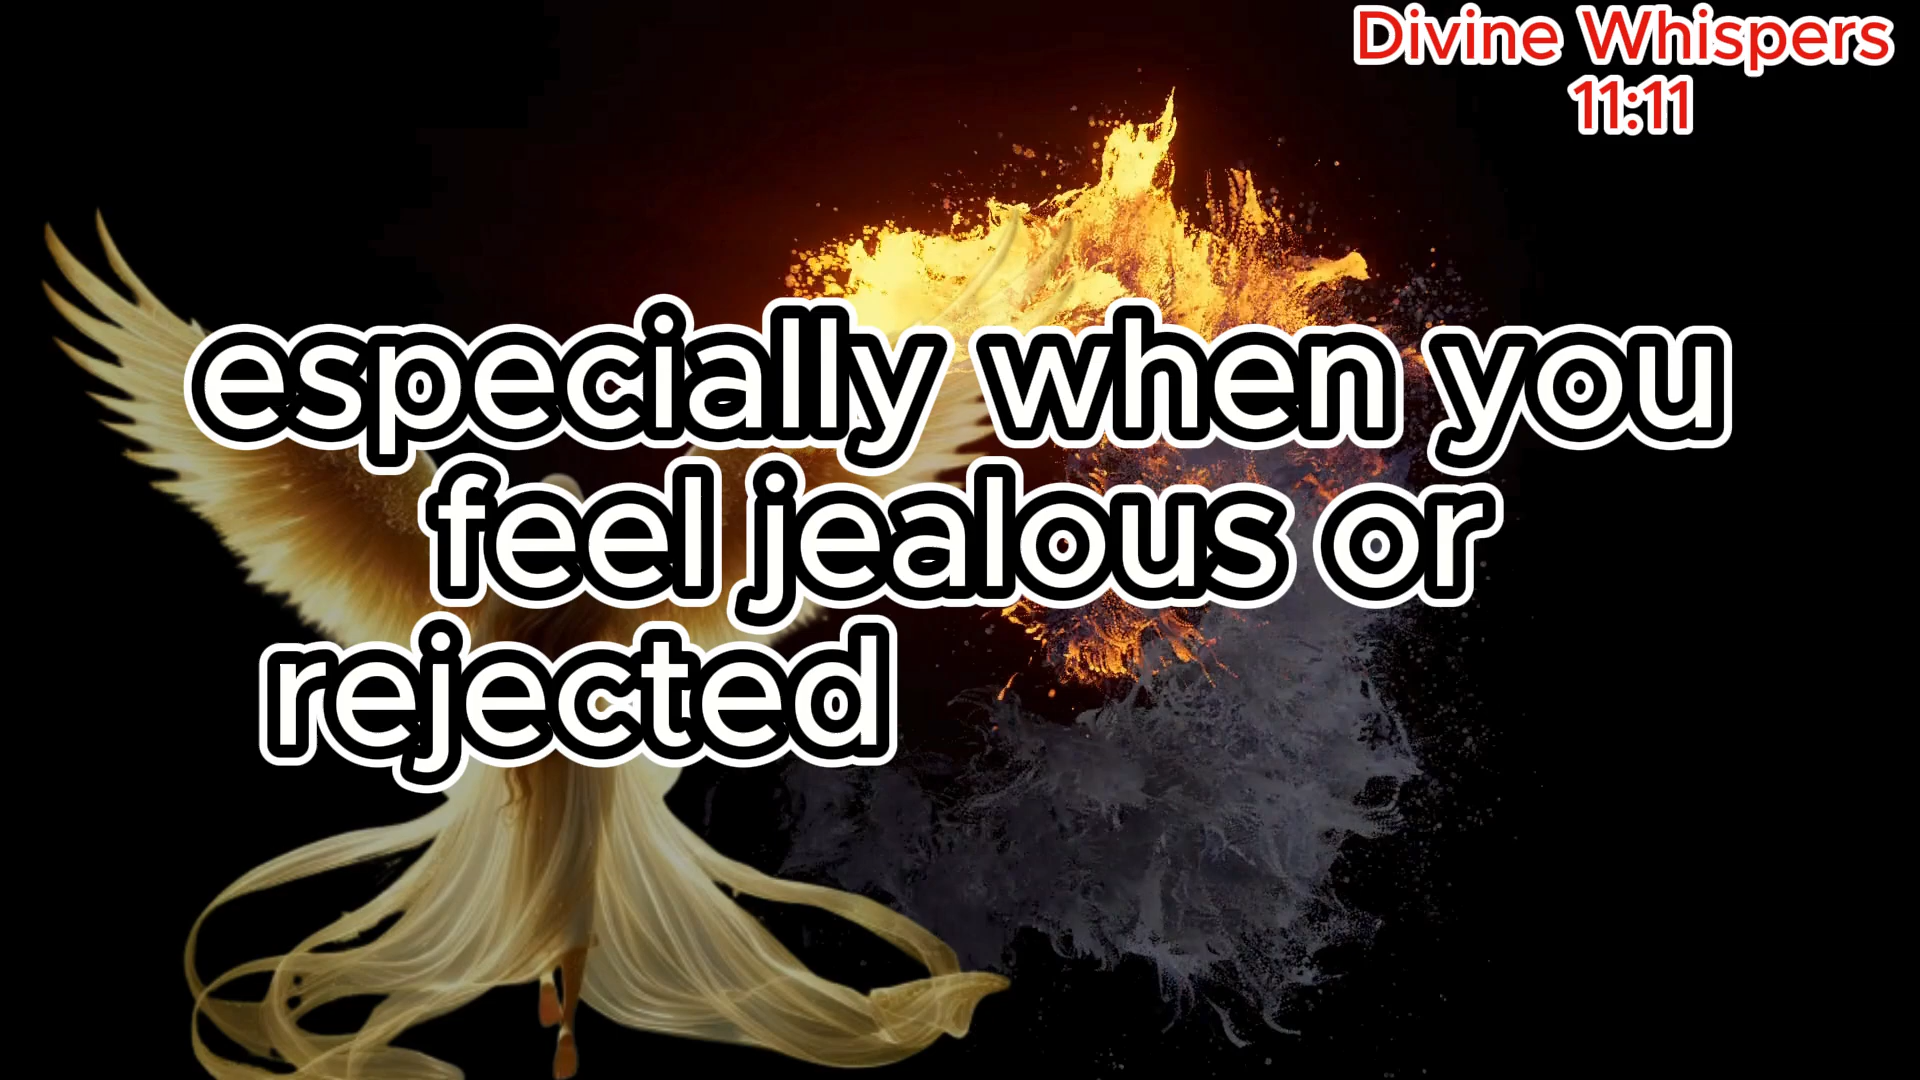 Divine Whispers
11:11
especially when you
feel jealous or
rejected